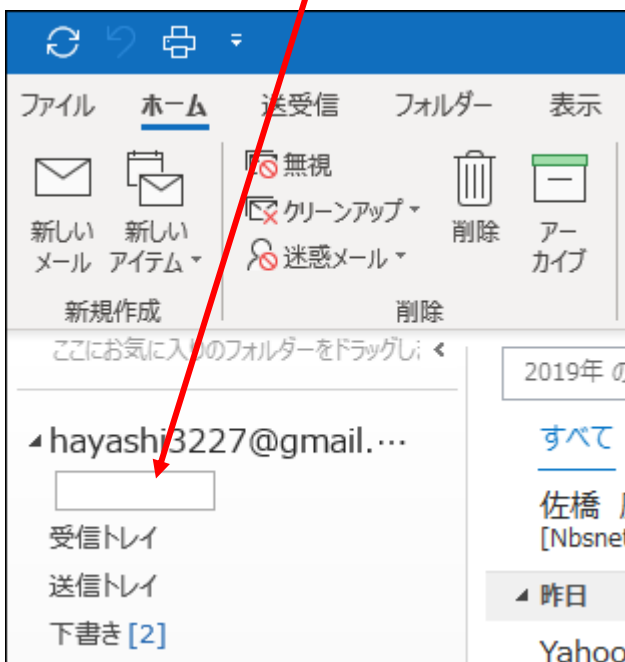 ファイル ホーム 送受信 フォルダー 表示
無視
クリーンアップ
迷惑メール
新しい
メール
新しい
アイテム
削除
アー
カイブ
新規作成 削除
ここにお気に入りのフォルダーをドラッグし
2019年 の
hayashi3227@gmail.…
すべて
受信トレイ
佐橋
[Nbsnet
送信トレイ
昨日
下書き [2]
Yahoo